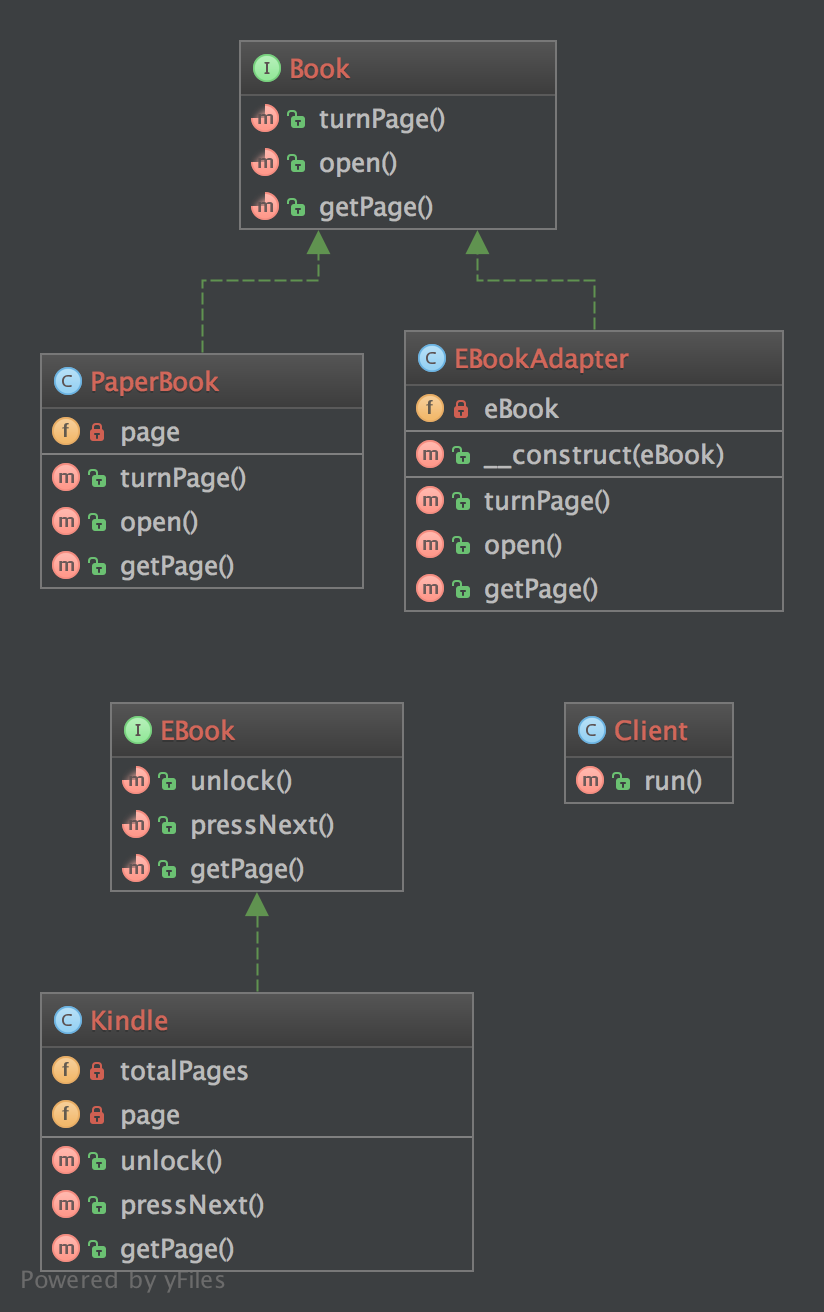 Book
turnPage()
open()
getPage()
PaperBook
page
turnPage()
open()
getPage()
EBookAdapter
eBook
__construct(eBook)
turnPage()
open()
getPage()
EBook
unlock()
pressNext()
getPage()
Client
run()
Kindle
totalPages
page
unlock()
pressNext()
getPage()
Powered by yFiles